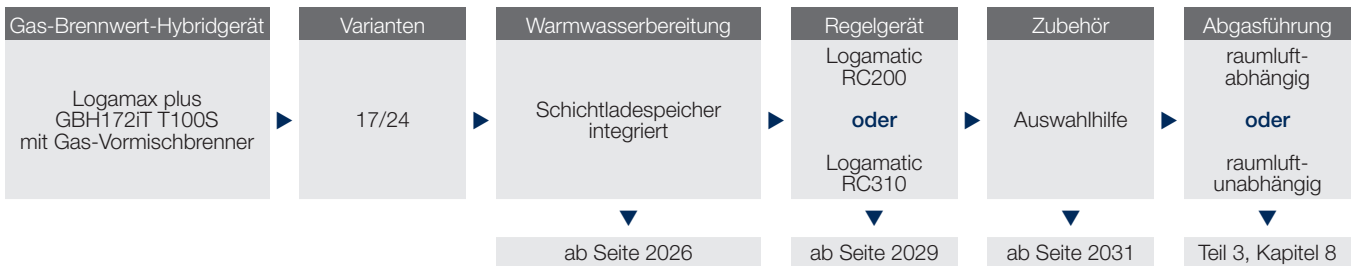 Gas-Brennwert-Hybridgerät
Logamax plus
GBH172iT T100S
mit Gas-Vormischbrenner
Varianten
17/24
Warmwasserbereitung
Schichtladespeicher
integriert
ab Seite 2026
Regelgerät
Logamatic
RC200
oder
Logamatic
RC310
ab Seite 2029
Zubehör
Auswahlhilfe
ab Seite 2031
Abgasführung
raumluft-
abhängig
oder
raumluft-
unabhängig
Teil 3, Kapitel 8